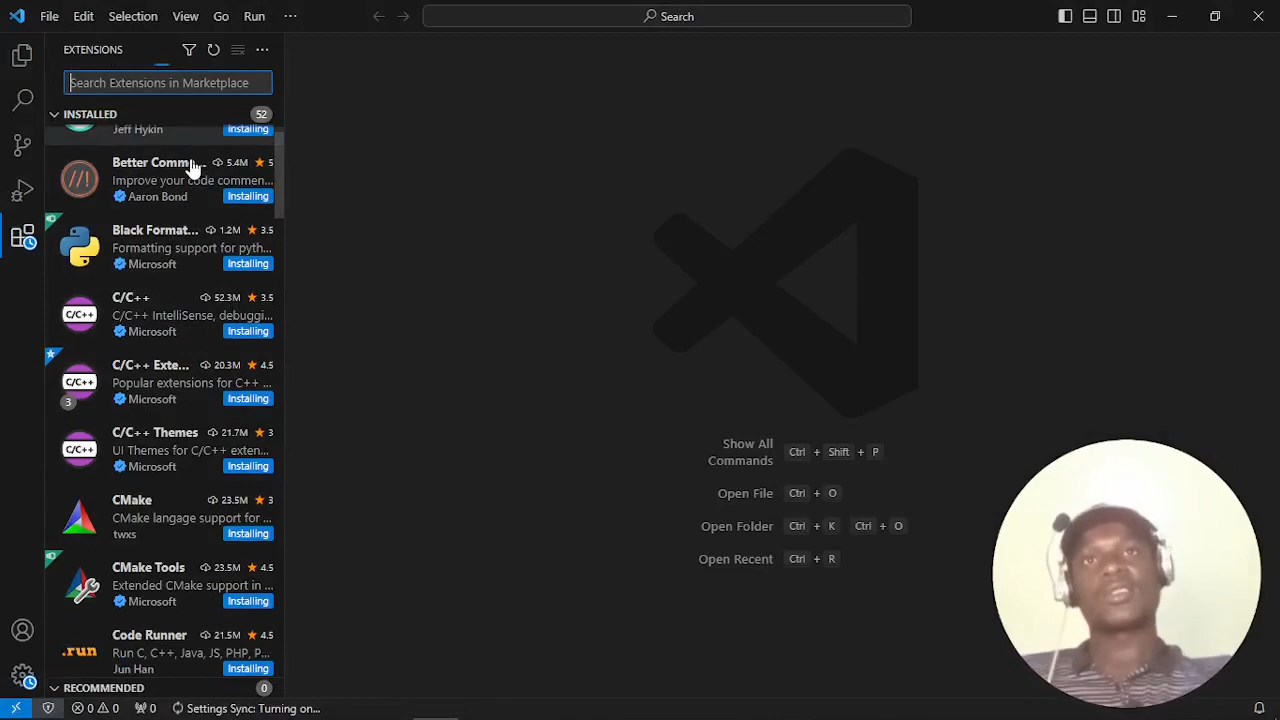 File Edit Selection View Go Run ···
Search
EXTENSIONS
Search Extensions in Marketplace
INSTALLED 52
Jeff Hykin Installing
Better Comm... 5.4M 5
Improve your code commen...
Aaron Bond Installing
Black Format... 1.2M 3.5
Formatting support for pyth...
Microsoft Installing
C/C++ 52.3M 3.5
C/C++ IntelliSense, debuggi...
Microsoft Installing
C/C++ Exte... 20.3M 4.5
Popular extensions for C++ ...
3 Microsoft Installing
C/C++ Themes 21.7M 3
UI Themes for C/C++ exten...
Microsoft Installing
CMake 23.5M 3
CMake langage support for ...
twxs Installing
CMake Tools 23.5M 4.5
Extended CMake support in ...
Microsoft Installing
Code Runner 21.5M 4.5
.run Run C, C++, Java, JS, PHP, P...
Jun Han Installing
RECOMMENDED 0
//!
C/C++
C/C++
C/C++
Show All Commands Ctrl + Shift + P
Open File Ctrl + O
Open Folder Ctrl + K Ctrl + O
Open Recent Ctrl + R
0 0 0 Settings Sync: Turning on...